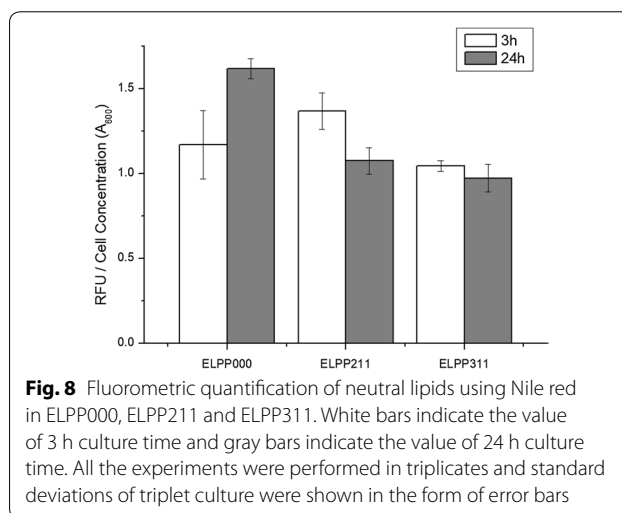 3h
24h
1.5
1.0
0.5
0.0
RFU / Cell Concentration (A600)
ELPP000 ELPP211 ELPP311
Fig. 8 Fluorometric quantification of neutral lipids using Nile red
in ELPP000, ELPP211 and ELPP311. White bars indicate the value
of 3 h culture time and gray bars indicate the value of 24 h culture
time. All the experiments were performed in triplicates and standard
deviations of triplet culture were shown in the form of error bars